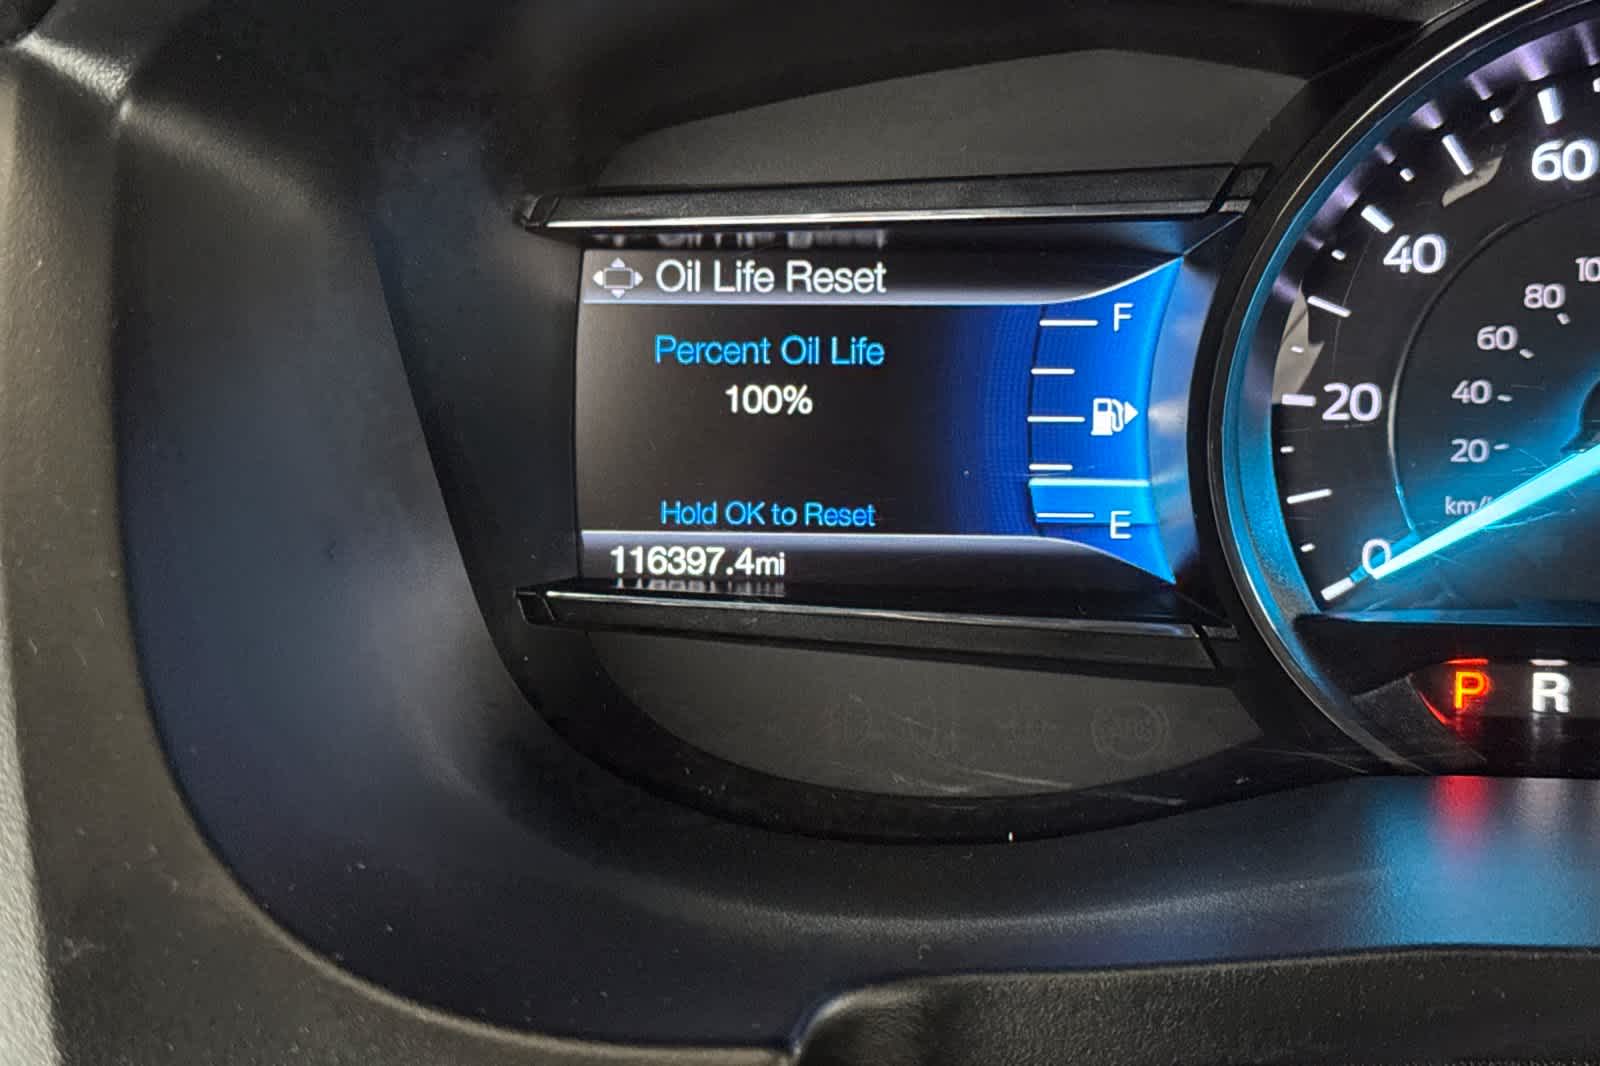 Oil Life Reset
Percent Oil Life
100%
Hold OK to Reset
116397.4mi
F
E
60
40
20
0
80
60
40
20
P
R